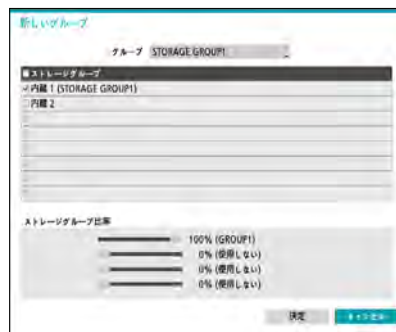 新しいグループ
グループ STORAGE GROUP1
■ストレージグループ
✓内蔵 1 (STORAGE GROUP1)
内蔵 2
ストレージグループ比率
100% (GROUP1)
0% (使用しない)
0% (使用しない)
0% (使用しない)
決定 キャンセル